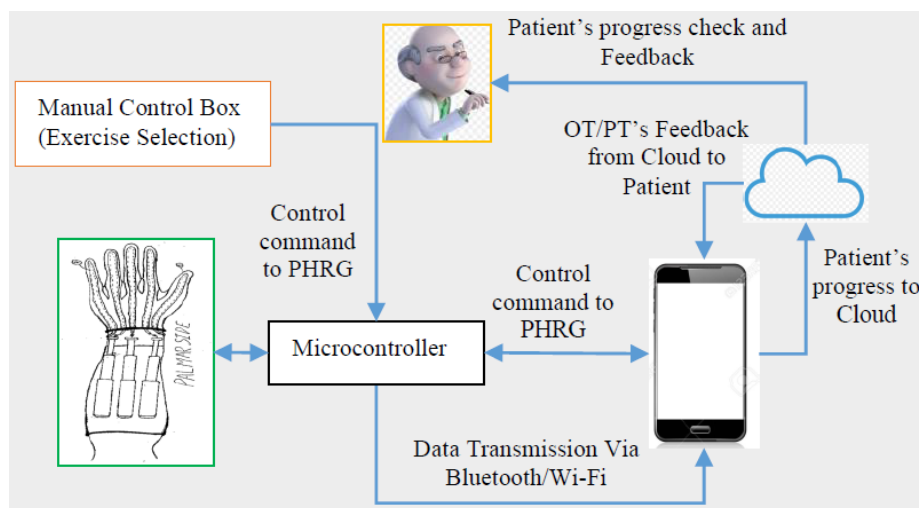 Patient’s progress check and
Feedback
Manual Control Box
(Exercise Selection)
OT/PT’s Feedback
from Cloud to
Patient
Control
command
to PHRG
Control
command to
PHRG
Patient’s
progress to
Cloud
PALMAR SIDE
Microcontroller
Data Transmission Via
Bluetooth/Wi-Fi